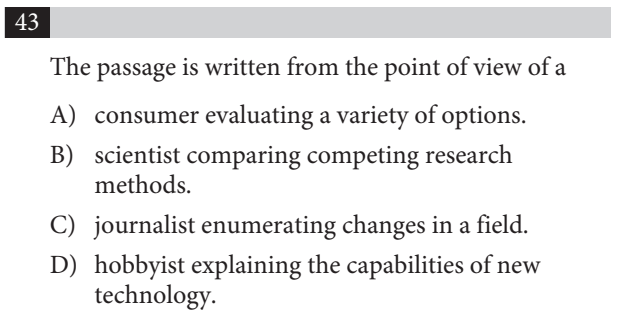 43
The passage is written from the point of view of a
A) consumer evaluating a variety of options.
B) scientist comparing competing research
methods.
C) journalist enumerating changes in a field.
D) hobbyist explaining the capabilities of new
technology.